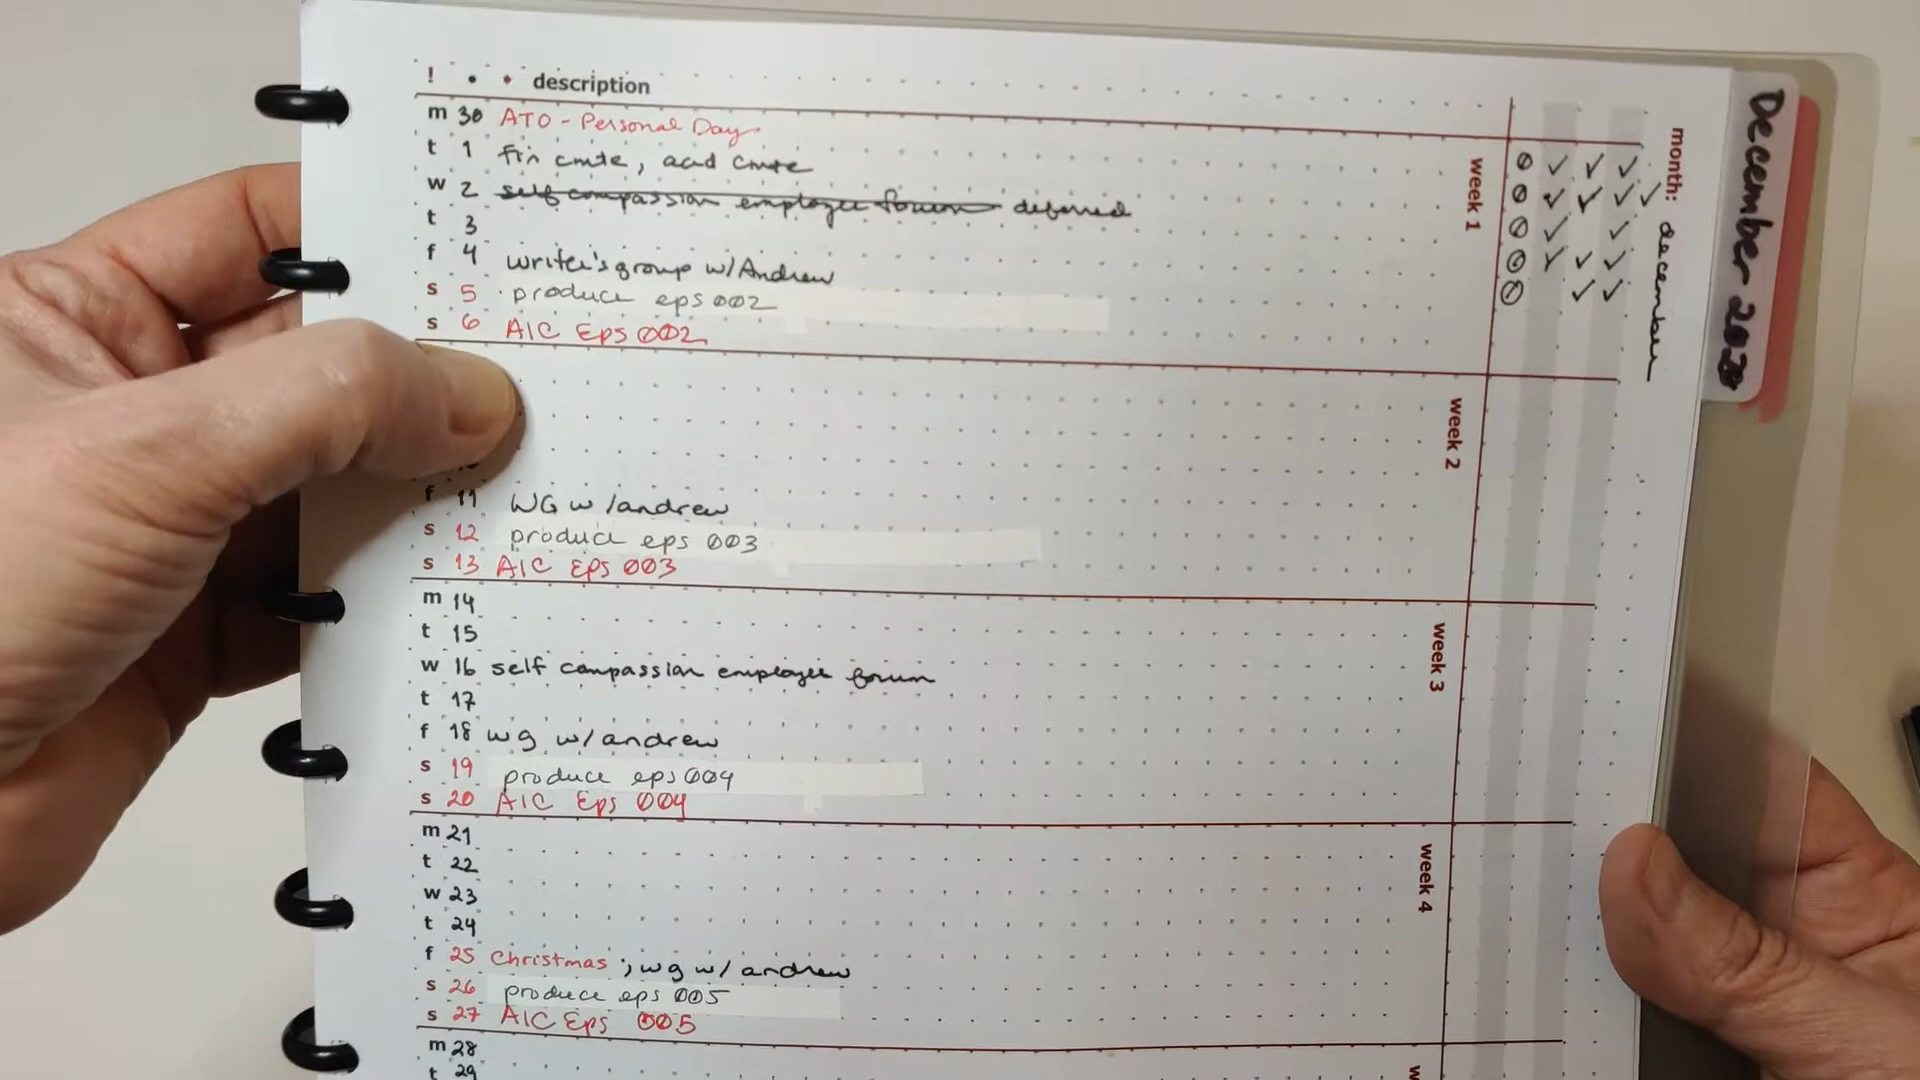 ! • • description
m 30 ATO - Personal Day
t 1 fin cmte, acad cmte
w 2 self compassion employee forum deferred
t 3
f 4 writer's group w/Andrew
s 5 produce eps 002
s 6 AIC Eps 002
week 1
f 11 WG w/andrew
s 12 produce eps 003
s 13 AIC Eps 003
week 2
m 14
t 15
w 16 self compassion employee forum
t 17
f 18 wg w/ andrew
s 19 produce eps 004
s 20 AIC Eps 004
week 3
m 21
t 22
w 23
t 24
f 25 Christmas ; wg w/ andrew
s 26 produce eps 005
s 27 AIC Eps 005
week 4
m 28
t 29
month: december
December 2020